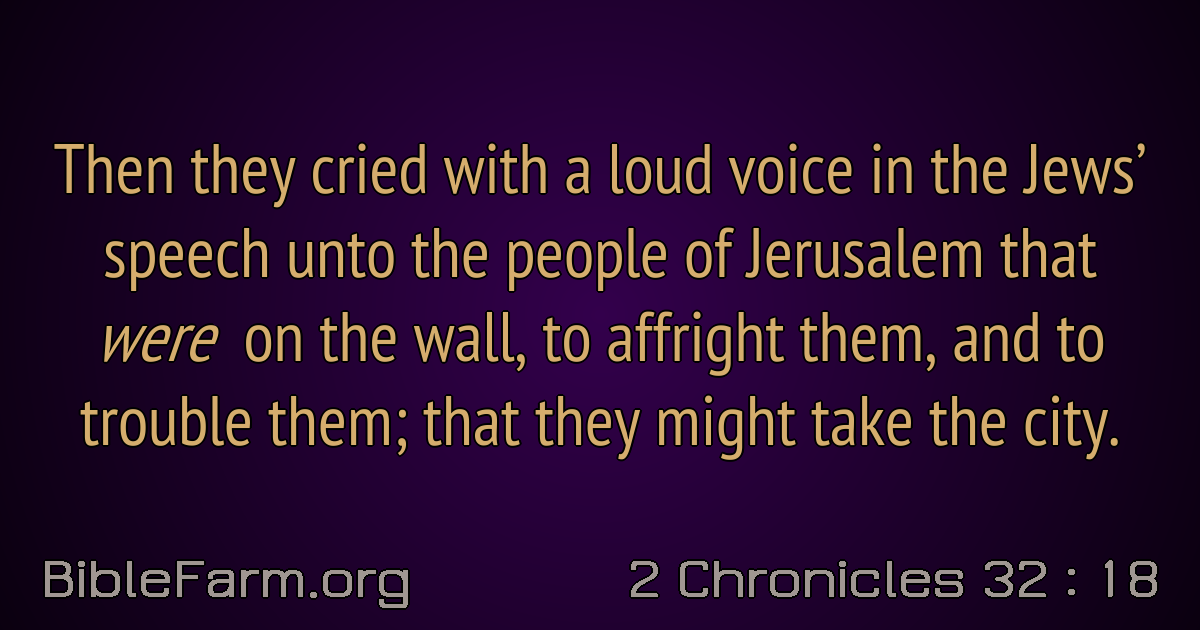 Then they cried with a loud voice in the Jews’
speech unto the people of Jerusalem that
were on the wall, to affright them, and to
trouble them; that they might take the city.
BibleFarm.org
2 Chronicles 32 : 18